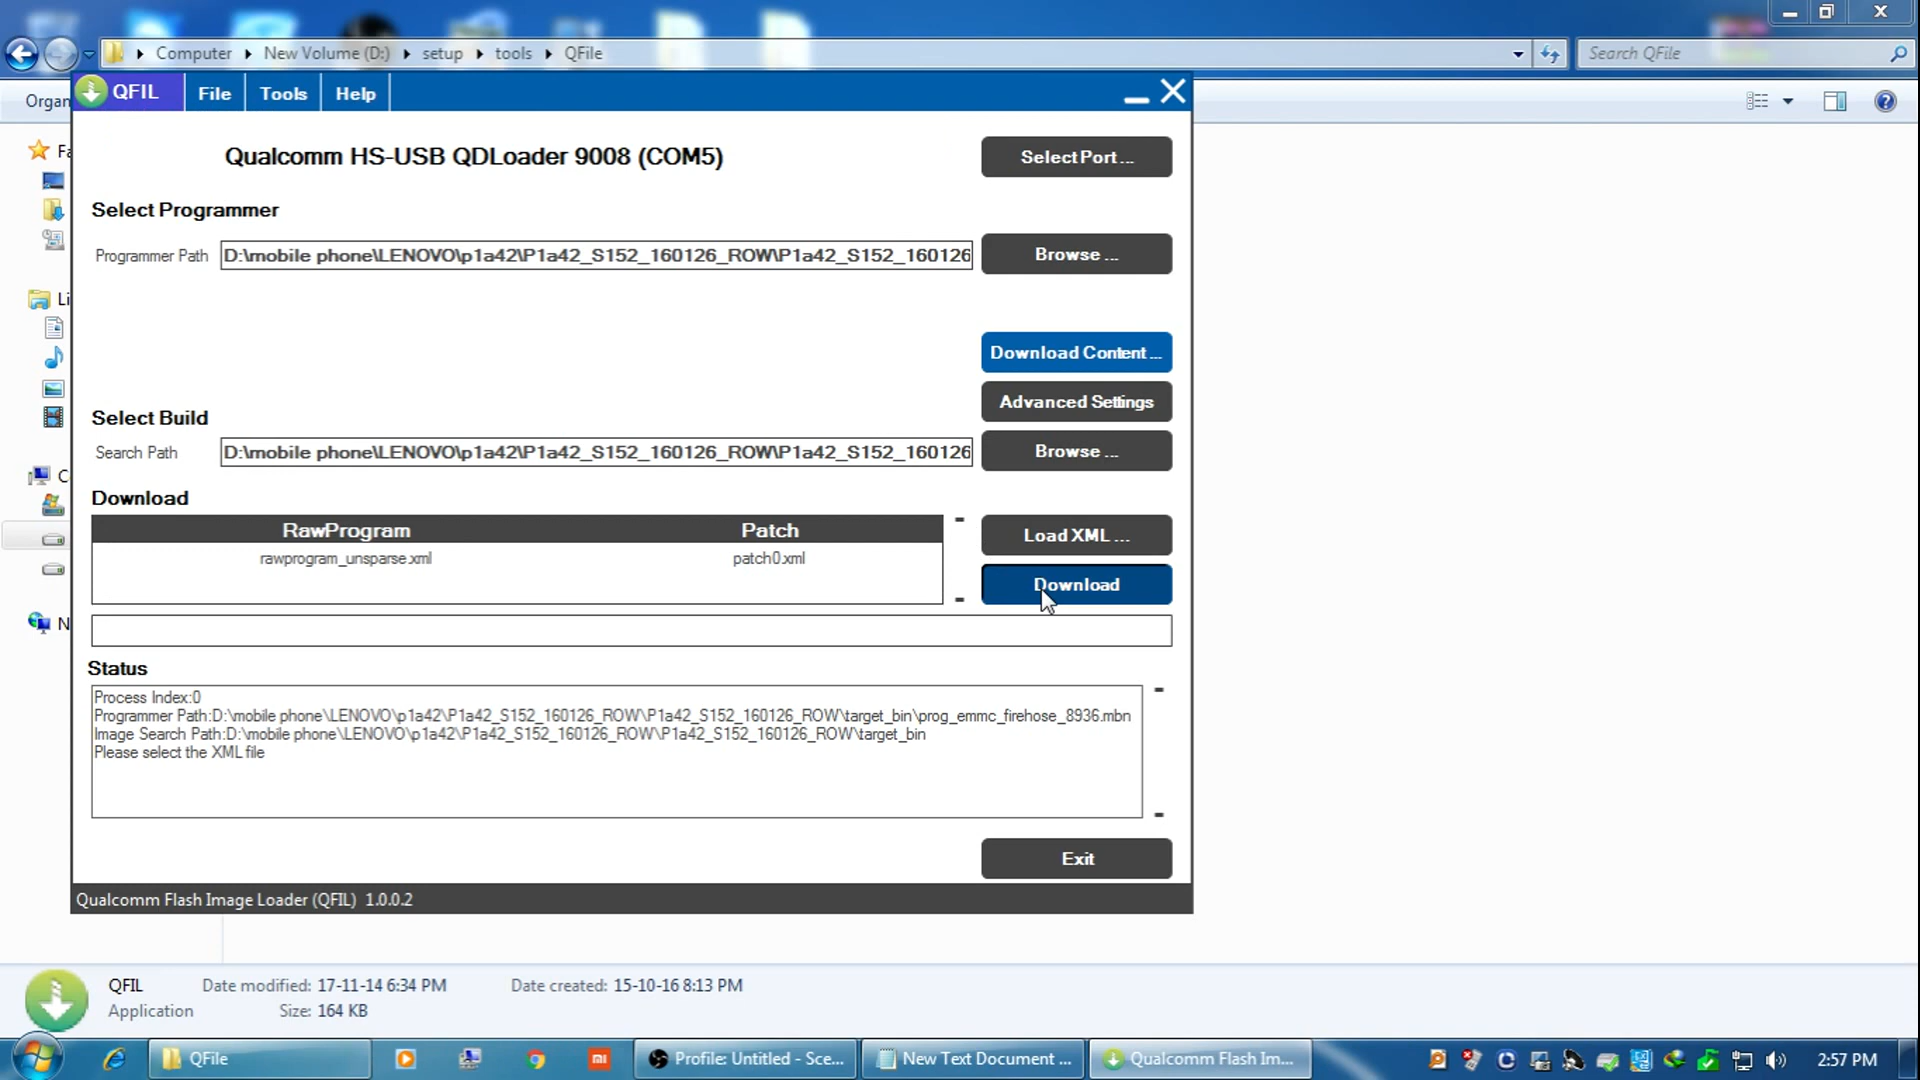 Computer New Volume (D:) setup tools QFile
Search QFile
Organ
QFIL File Tools Help
Qualcomm HS-USB QDLoader 9008 (COM5)
Select Port ...
Fa
Select Programmer
Programmer Path D:\mobile phone\LENOVO\p1a42\P1a42_S152_160126_ROW\P1a42_S152_160126
Browse ...
Li
Download Content ...
Advanced Settings
Select Build
Search Path D:\mobile phone\LENOVO\p1a42\P1a42_S152_160126_ROW\P1a42_S152_160126
Browse ...
C
Download
RawProgram Patch
Load XML ...
rawprogram_unsparse.xml patch0.xml
Download
N
Status
Process Index:0
Programmer Path:D:\mobile phone\LENOVO\p1a42\P1a42_S152_160126_ROW\P1a42_S152_160126_ROW\target_bin\prog_emmc_firehose_8936.mbn
Image Search Path:D:\mobile phone\LENOVO\p1a42\P1a42_S152_160126_ROW\P1a42_S152_160126_ROW\target_bin
Please select the XML file
Exit
Qualcomm Flash Image Loader (QFIL) 1.0.0.2
QFIL Date modified: 17-11-14 6:34 PM Date created: 15-10-16 8:13 PM
Application Size: 164 KB
QFile
mi
Profile: Untitled - Sce...
New Text Document ...
Qualcomm Flash Im...
2:57 PM